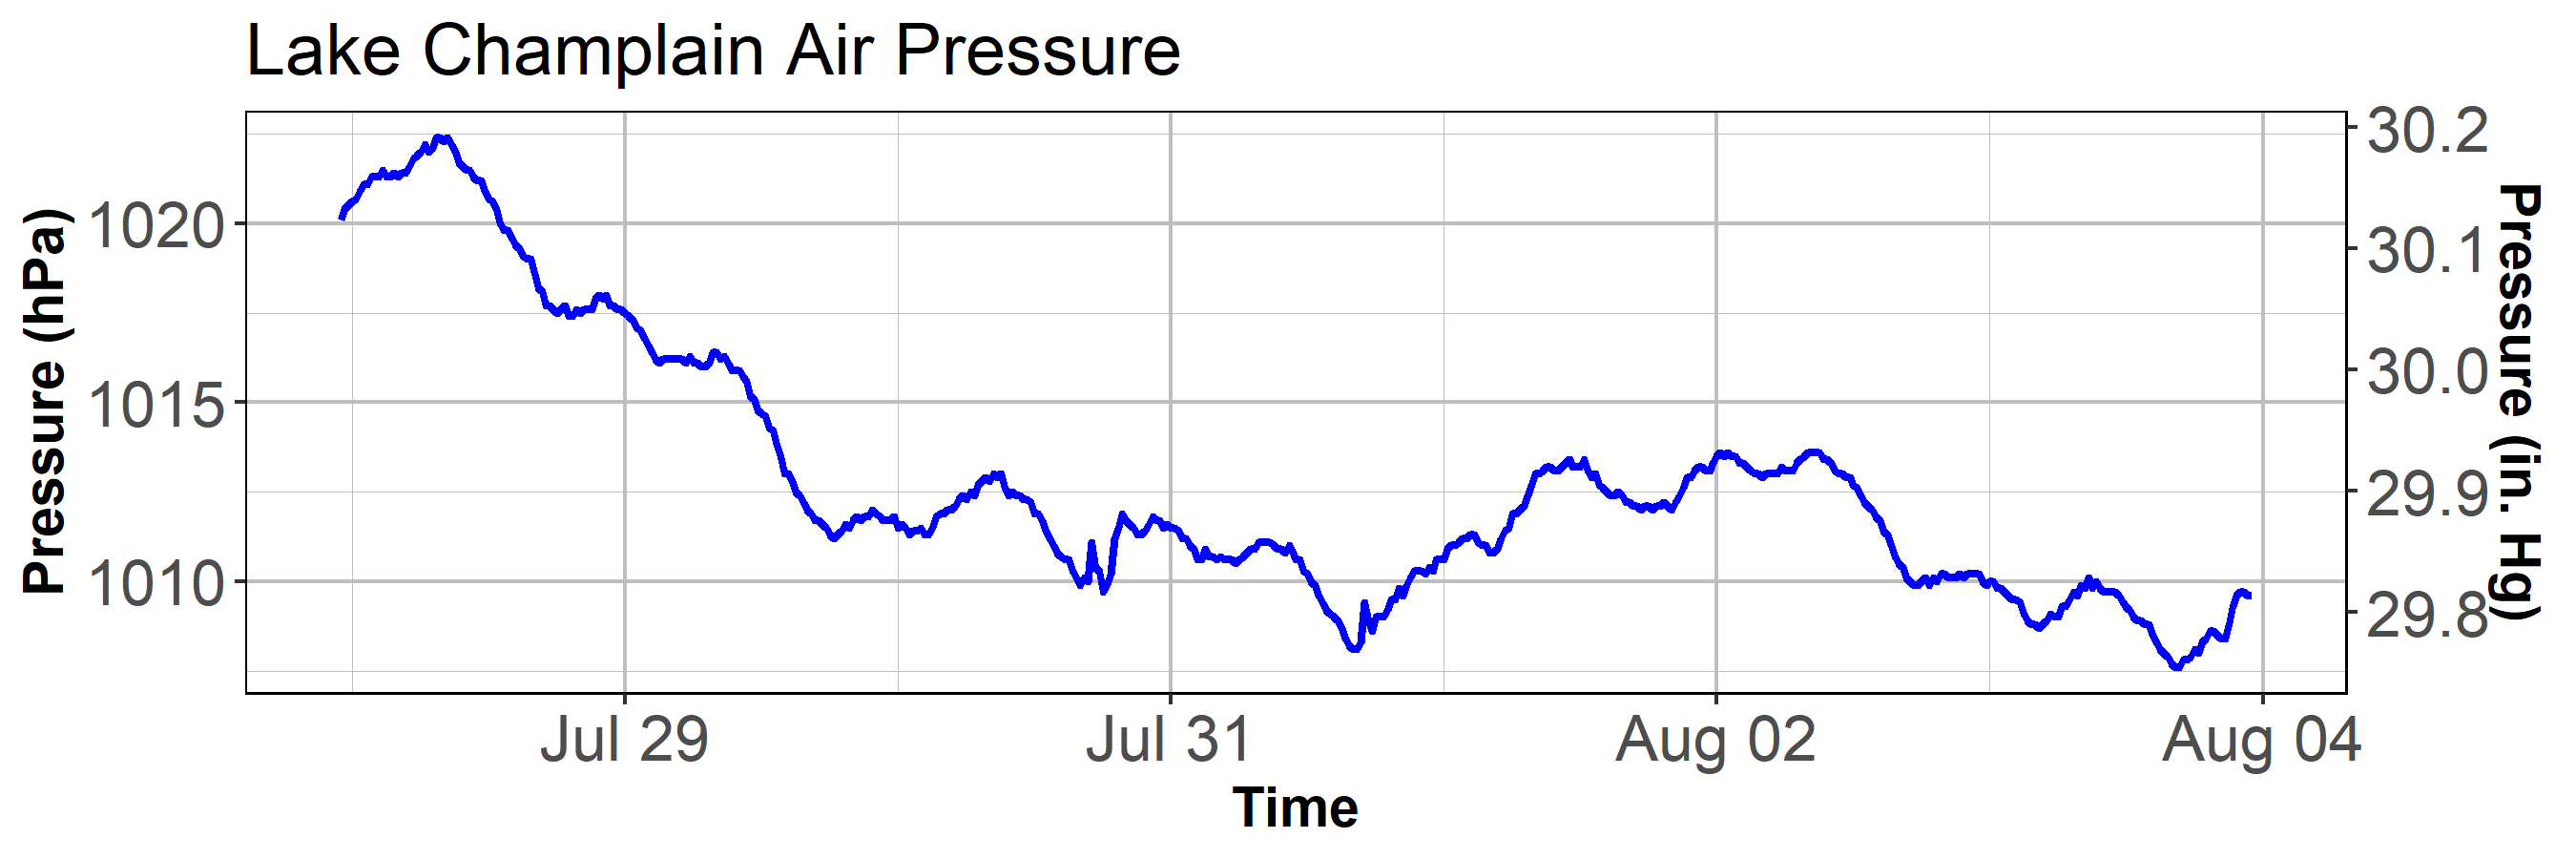 Lake Champlain Air Pressure
Pressure (hPa)
1020
1015
1010
30.2
30.1
30.0
29.9
29.8
Pressure (in. Hg)
Jul 29
Jul 31
Aug 02
Aug 04
Time